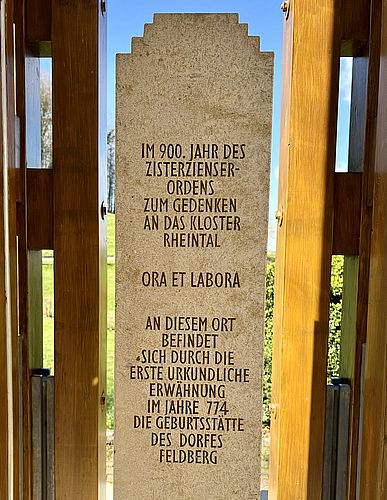 IM 900. JAHR DES
ZISTERZIENSER-
ORDENS
ZUM GEDENKEN
AN DAS KLOSTER
RHEINTAL
ORA ET LABORA
AN DIESEM ORT
BEFINDET
SICH DURCH DIE
ERSTE URKUNDLICHE
ERWÄHNUNG
IM JAHRE 774
DIE GEBURTSSTÄTTE
DES DORFES
FELDBERG